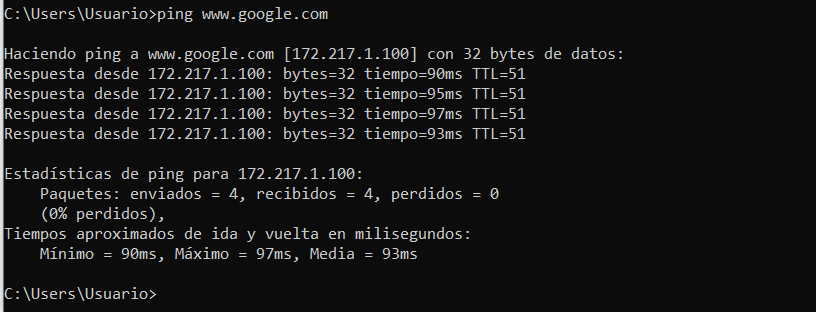 C:\Users\Usuario>ping www.google.com
Haciendo ping a www.google.com [172.217.1.100] con 32 bytes de datos:
Respuesta desde 172.217.1.100: bytes=32 tiempo=90ms TTL=51
Respuesta desde 172.217.1.100: bytes=32 tiempo=95ms TTL=51
Respuesta desde 172.217.1.100: bytes=32 tiempo=97ms TTL=51
Respuesta desde 172.217.1.100: bytes=32 tiempo=93ms TTL=51
Estadísticas de ping para 172.217.1.100:
    Paquetes: enviados = 4, recibidos = 4, perdidos = 0
    (0% perdidos),
Tiempos aproximados de ida y vuelta en milisegundos:
    Mínimo = 90ms, Máximo = 97ms, Media = 93ms
C:\Users\Usuario>